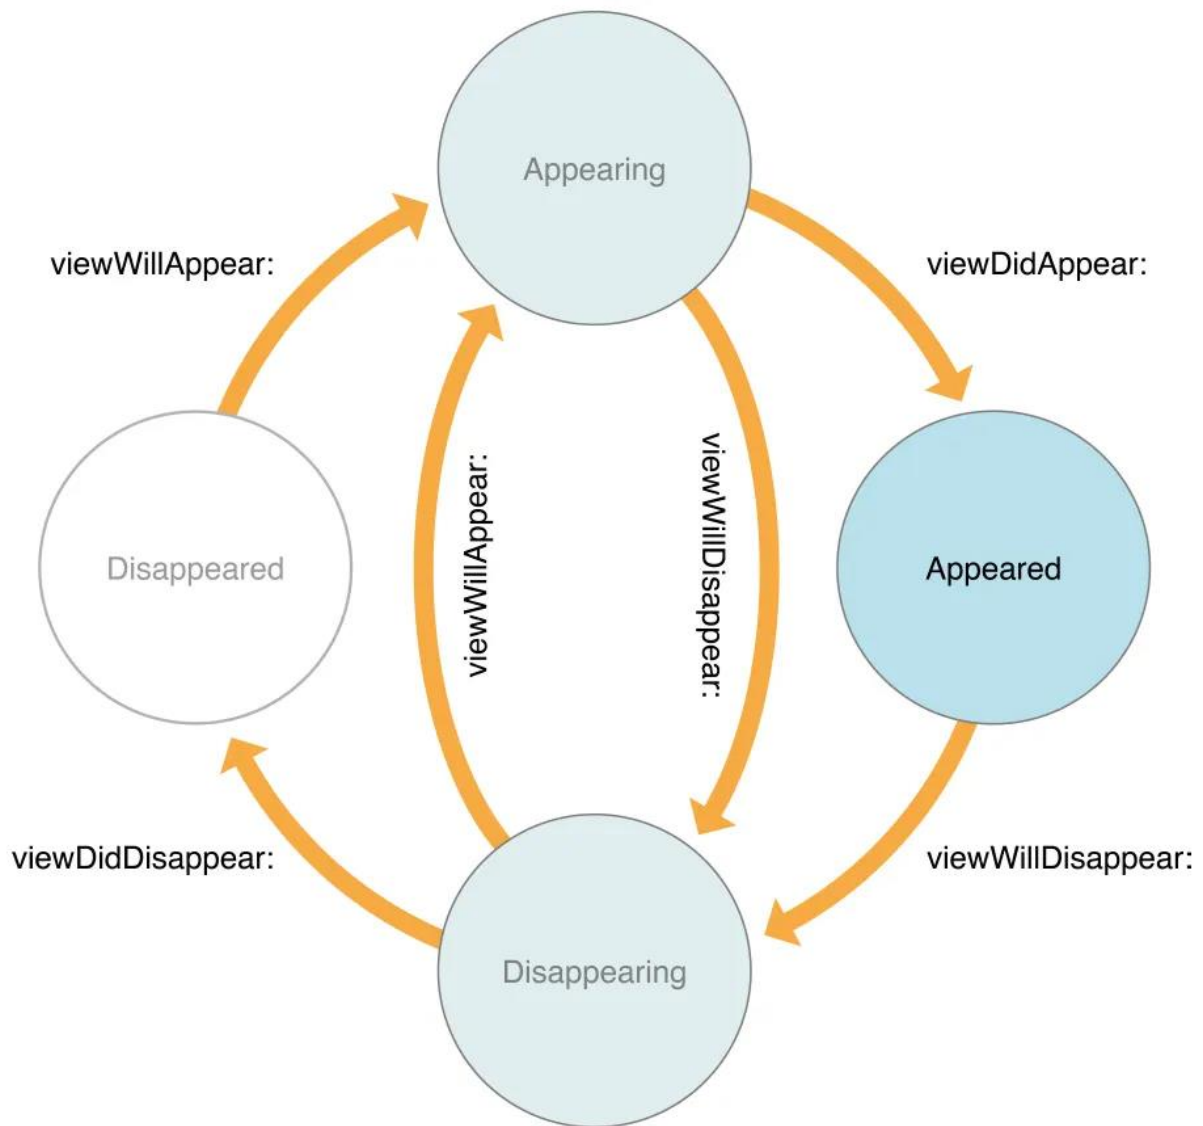 Appearing
viewWillAppear:
viewDidAppear:
viewWillAppear:
viewWillDisappear:
Disappeared
Appeared
viewDidDisappear:
viewWillDisappear:
Disappearing